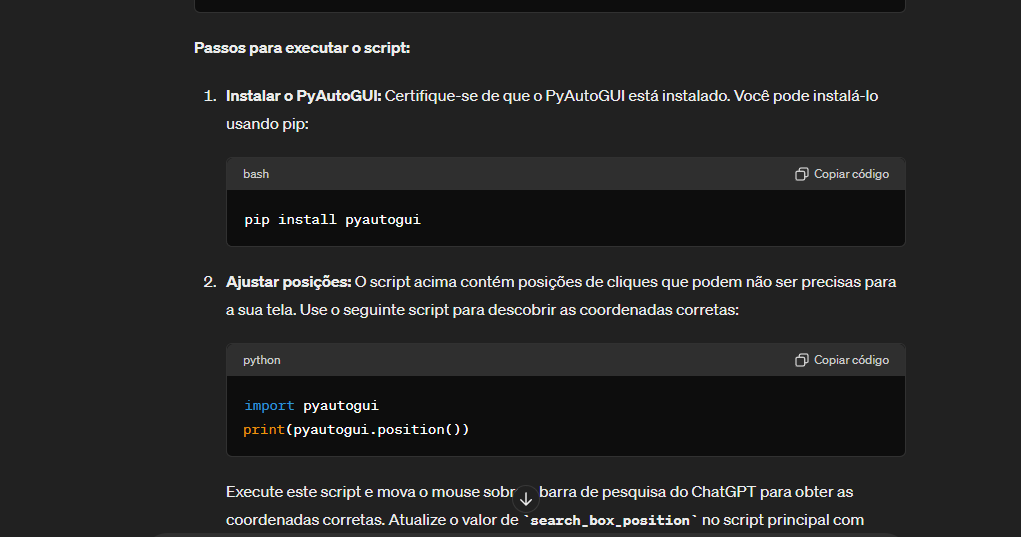 Passos para executar o script:
1. Instalar o PyAutoGUI: Certifique-se de que o PyAutoGUI está instalado. Você pode instalá-lo
usando pip:
bash
Copiar código
pip install pyautogui
2. Ajustar posições: O script acima contém posições de cliques que podem não ser precisas para
a sua tela. Use o seguinte script para descobrir as coordenadas corretas:
python
Copiar código
import pyautogui
print(pyautogui.position())
Execute este script e mova o mouse sobr barra de pesquisa do ChatGPT para obter as
coordenadas corretas. Atualize o valor de `search_box_position` no script principal com